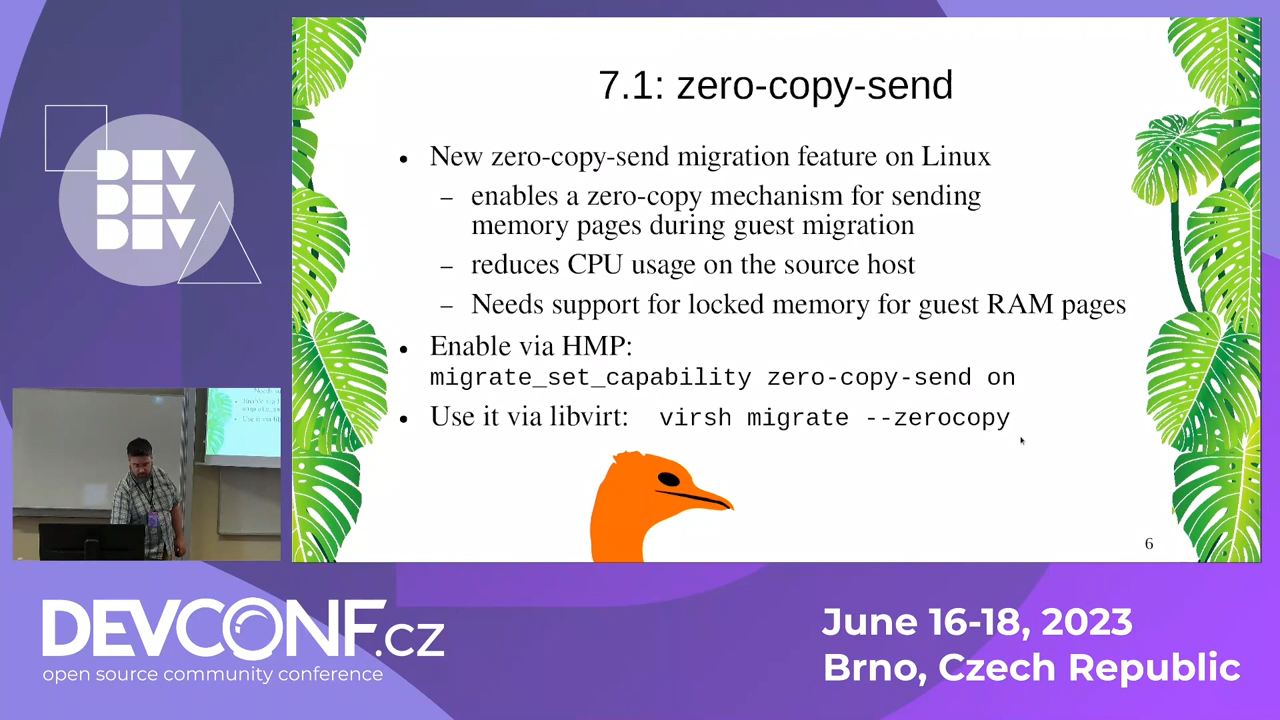 DEV
DEV
DEV
7.1: zero-copy-send
• New zero-copy-send migration feature on Linux
– enables a zero-copy mechanism for sending
memory pages during guest migration
– reduces CPU usage on the source host
– Needs support for locked memory for guest RAM pages
• Enable via HMP:
migrate_set_capability zero-copy-send on
• Use it via libvirt: virsh migrate --zerocopy
6
DEVCONF.cz
open source community conference
June 16-18, 2023
Brno, Czech Republic